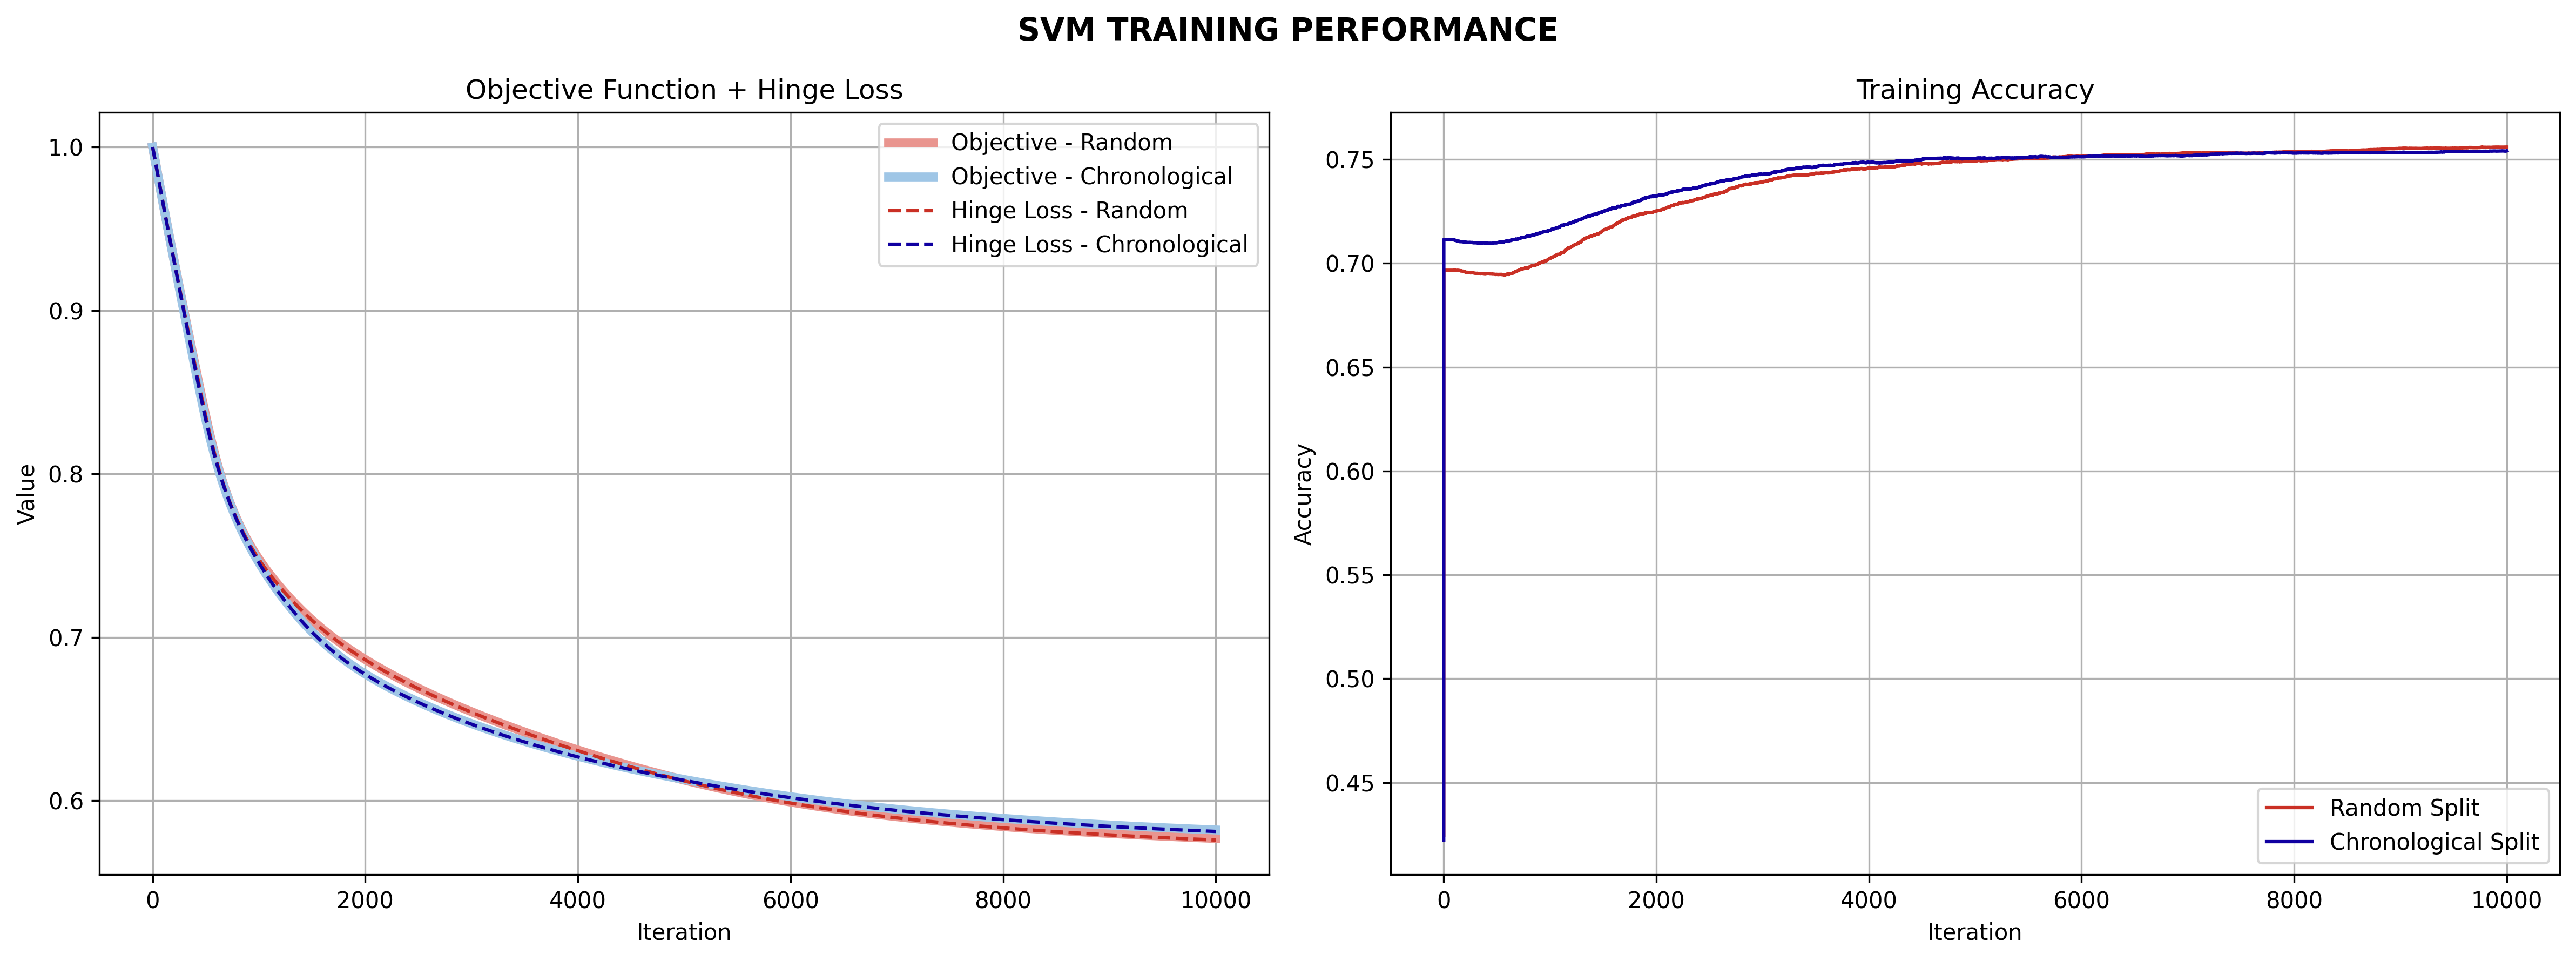 SVM TRAINING PERFORMANCE
Objective Function + Hinge Loss
Value
1.0
0.9
0.8
0.7
0.6
0
2000
4000
6000
8000
10000
Iteration
Objective - Random
Objective - Chronological
Hinge Loss - Random
Hinge Loss - Chronological
Training Accuracy
Accuracy
0.75
0.70
0.65
0.60
0.55
0.50
0.45
0
2000
4000
6000
8000
10000
Iteration
Random Split
Chronological Split